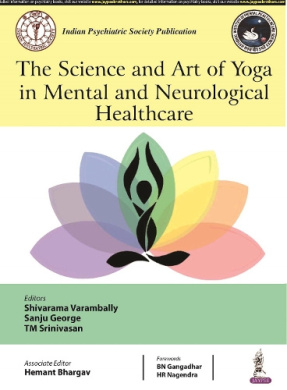 Indian Psychiatric Society Publication
The Science and Art of Yoga
in Mental and Neurological
Healthcare
Editors
Shivarama Varambally
Sanju George
TM Srinivasan
Associate Editor
Hemant Bhargav
Forewords
BN Gangadhar
HR Nagendra